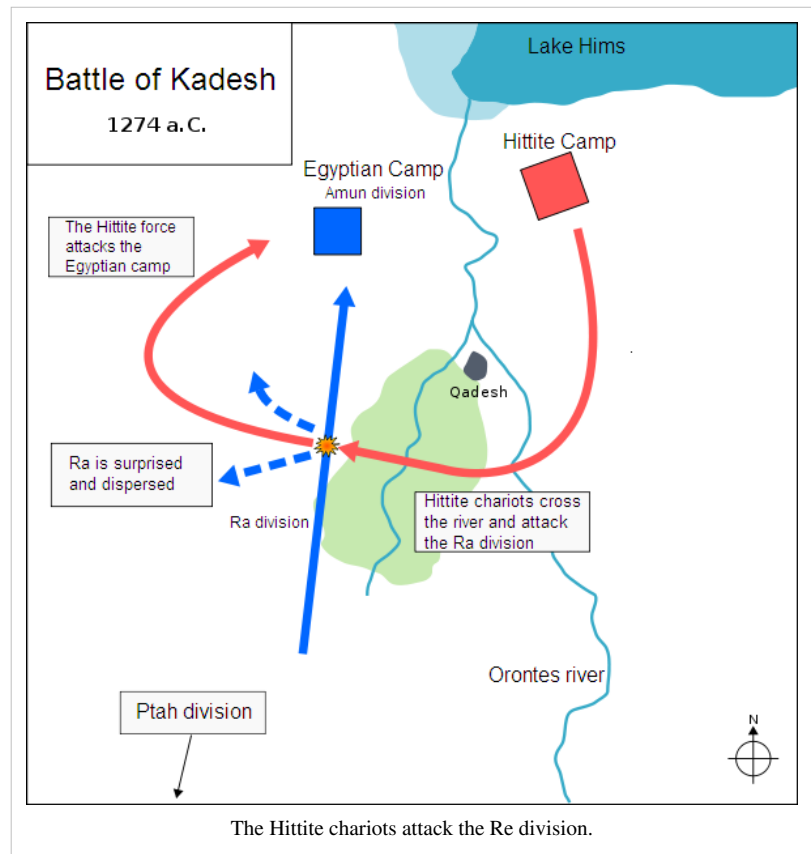 Battle of Kadesh
1274 a.C.
Lake Hims
Hittite Camp
Egyptian Camp
Amun division
The Hittite force
attacks the
Egyptian camp
Qadesh
Ra is surprised
and dispersed
Ra division
Hittite chariots cross
the river and attack
the Ra division
Orontes river
Ptah division
N
The Hittite chariots attack the Re division.